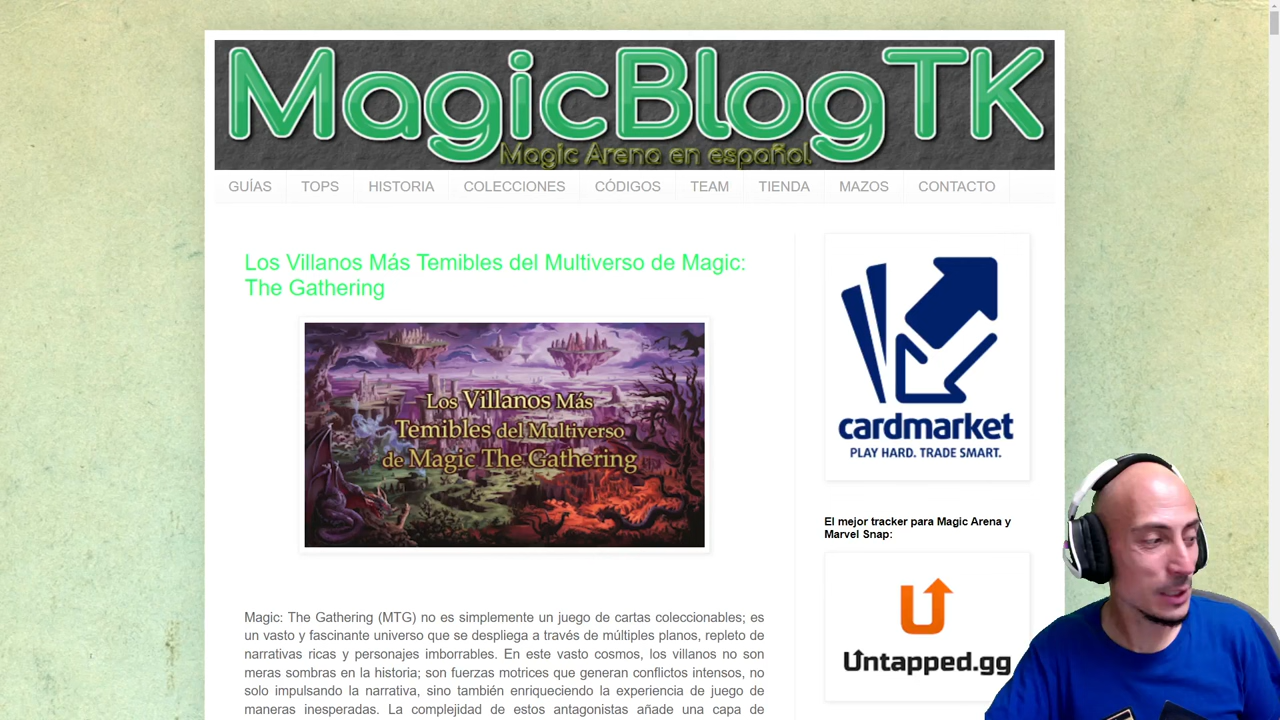 MagicBlogTK
Magic Arena en español
GUÍAS TOPS HISTORIA COLECCIONES CÓDIGOS TEAM TIENDA MAZOS CONTACTO
Los Villanos Más Temibles del Multiverso de Magic:
The Gathering
Los Villanos Más
Temibles del Multiverso
de Magic The Gathering
Magic: The Gathering (MTG) no es simplemente un juego de cartas coleccionables; es
un vasto y fascinante universo que se despliega a través de múltiples planos, repleto de
narrativas ricas y personajes imborrables. En este vasto cosmos, los villanos no son
meras sombras en la historia; son fuerzas motrices que generan conflictos intensos, no
solo impulsando la narrativa, sino también enriqueciendo la experiencia de juego de
maneras inesperadas. La complejidad de estos antagonistas añade una capa de
cardmarket
PLAY HARD. TRADE SMART.
El mejor tracker para Magic Arena y
Marvel Snap:
Untapped.gg